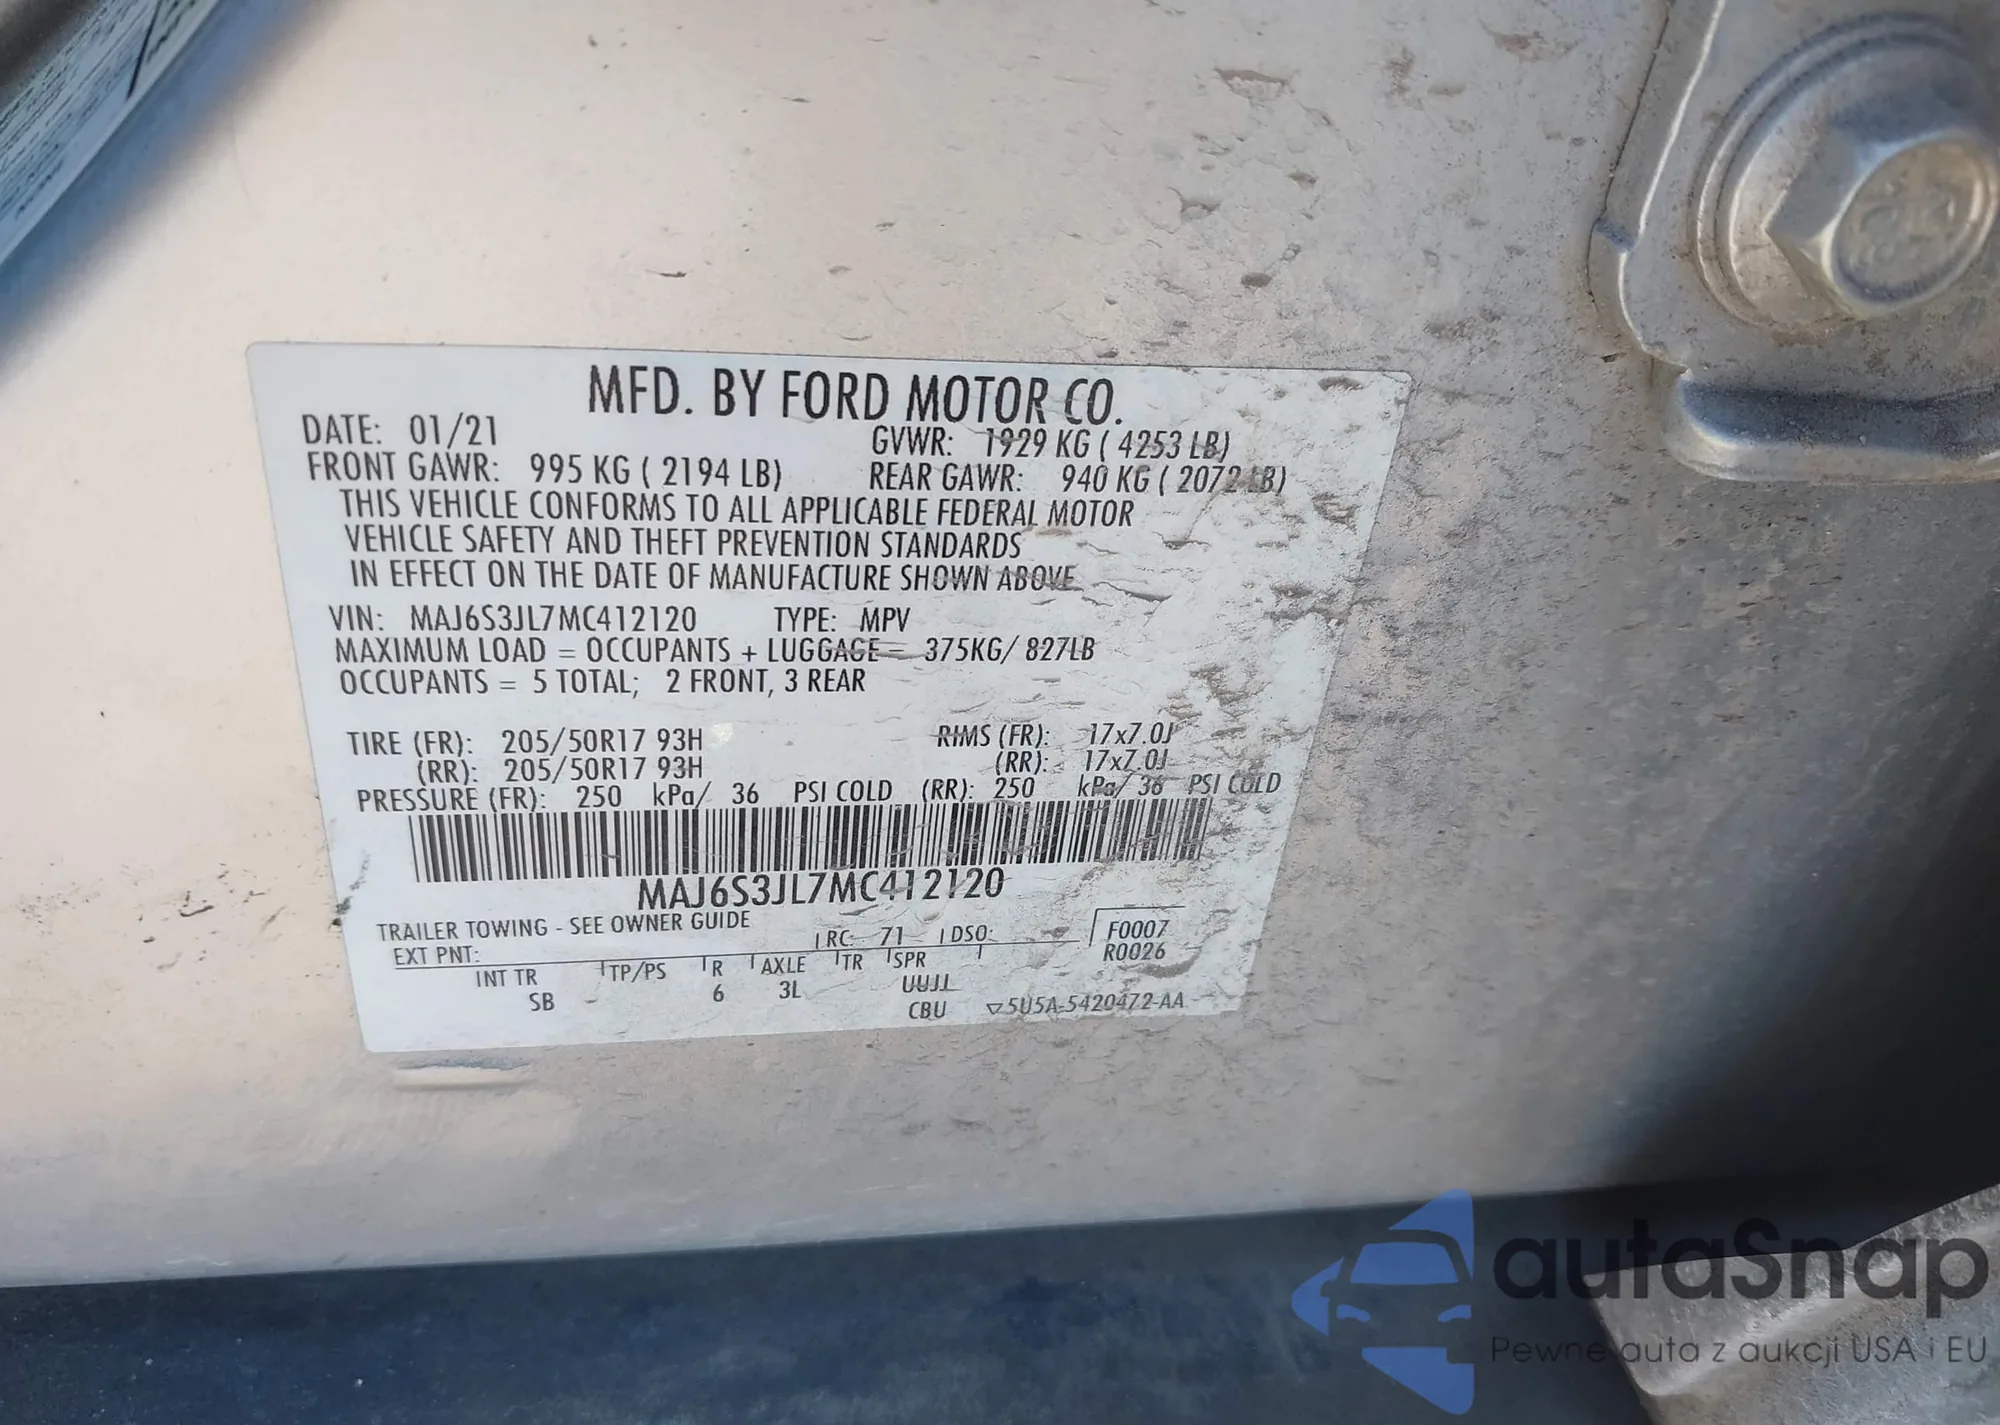 MFD. BY FORD MOTOR CO.
DATE: 01/21 GVWR: 1929 KG ( 4253 LB)
FRONT GAWR: 995 KG ( 2194 LB) REAR GAWR: 940 KG ( 2072 LB)
THIS VEHICLE CONFORMS TO ALL APPLICABLE FEDERAL MOTOR
VEHICLE SAFETY AND THEFT PREVENTION STANDARDS
IN EFFECT ON THE DATE OF MANUFACTURE SHOWN ABOVE
VIN: MAJ6S3JL7MC412120 TYPE: MPV
MAXIMUM LOAD = OCCUPANTS + LUGGAGE = 375KG/ 827LB
OCCUPANTS = 5 TOTAL; 2 FRONT, 3 REAR
TIRE (FR): 205/50R17 93H RIMS (FR): 17x7.0J
(RR): 205/50R17 93H (RR): 17x7.0J
PRESSURE (FR): 250 kPa/ 36 PSI COLD (RR): 250 kPa/ 36 PSI COLD
MAJ6S3JL7MC412120
TRAILER TOWING - SEE OWNER GUIDE
EXT PNT: RC: 71 DSO: F0007
R0026
INT TR TP/PS R AXLE TR SPR
SB - 6 3L UUJL
CBU ▽5U5A-5420472-AA
autaSnap
Pewne auta z aukcji USA i EU